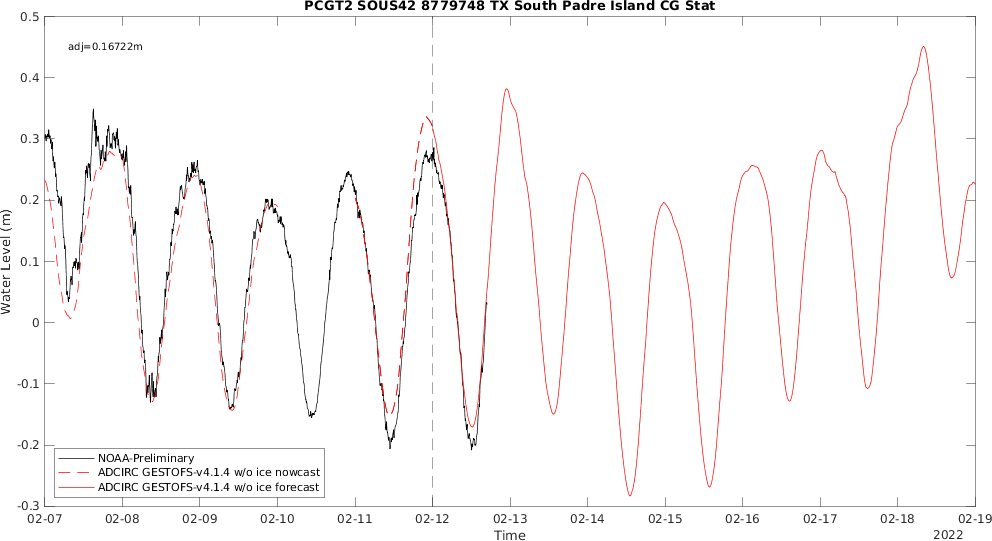 PCGT2 SOUS42 8779748 TX South Padre Island CG Stat
adj=0.16722m
0.5
0.4
0.3
0.2
0.1
0
-0.1
-0.2
-0.3
Water Level (m)
NOAA-Preliminary
ADCIRC GESTOFS-v4.1.4 w/o ice nowcast
ADCIRC GESTOFS-v4.1.4 w/o ice forecast
02-07 02-08 02-09 02-10 02-11 02-12 02-13 02-14 02-15 02-16 02-17 02-18 02-19
Time
2022